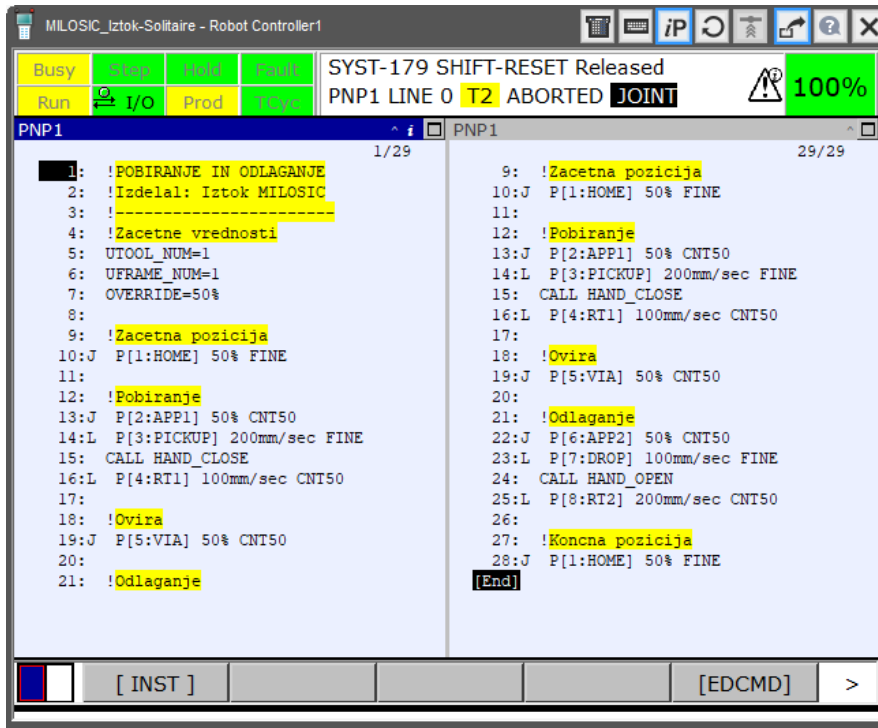 MILOSIC_Iztok-Solitaire - Robot Controller1
iP
Busy Step Hold Fault
Run I/O Prod TCyc
SYST-179 SHIFT-RESET Released
PNP1 LINE 0 T2 ABORTED JOINT
100%
PNP1
1/29
1: !POBIRANJE IN ODLAGANJE
2: !Izdelal: Iztok MILOSIC
3: !-----------------------
4: !Zacetne vrednosti
5: UTOOL_NUM=1
6: UFRAME_NUM=1
7: OVERRIDE=50%
8:
9: !Zacetna pozicija
10:J P[1:HOME] 50% FINE
11:
12: !Pobiranje
13:J P[2:APP1] 50% CNT50
14:L P[3:PICKUP] 200mm/sec FINE
15: CALL HAND_CLOSE
16:L P[4:RT1] 100mm/sec CNT50
17:
18: !Ovira
19:J P[5:VIA] 50% CNT50
20:
21: !Odlaganje
PNP1
29/29
9: !Zacetna pozicija
10:J P[1:HOME] 50% FINE
11:
12: !Pobiranje
13:J P[2:APP1] 50% CNT50
14:L P[3:PICKUP] 200mm/sec FINE
15: CALL HAND_CLOSE
16:L P[4:RT1] 100mm/sec CNT50
17:
18: !Ovira
19:J P[5:VIA] 50% CNT50
20:
21: !Odlaganje
22:J P[6:APP2] 50% CNT50
23:L P[7:DROP] 100mm/sec FINE
24: CALL HAND_OPEN
25:L P[8:RT2] 200mm/sec CNT50
26:
27: !Koncna pozicija
28:J P[1:HOME] 50% FINE
[End]
[ INST ] [EDCMD] >